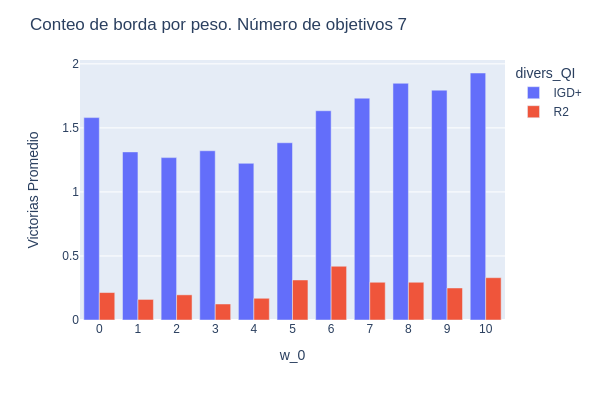 Conteo de borda por peso. Número de objetivos 7
divers_QI
IGD+
R2
Victorias Promedio
2
1.5
1
0.5
0
0 1 2 3 4 5 6 7 8 9 10
w_0